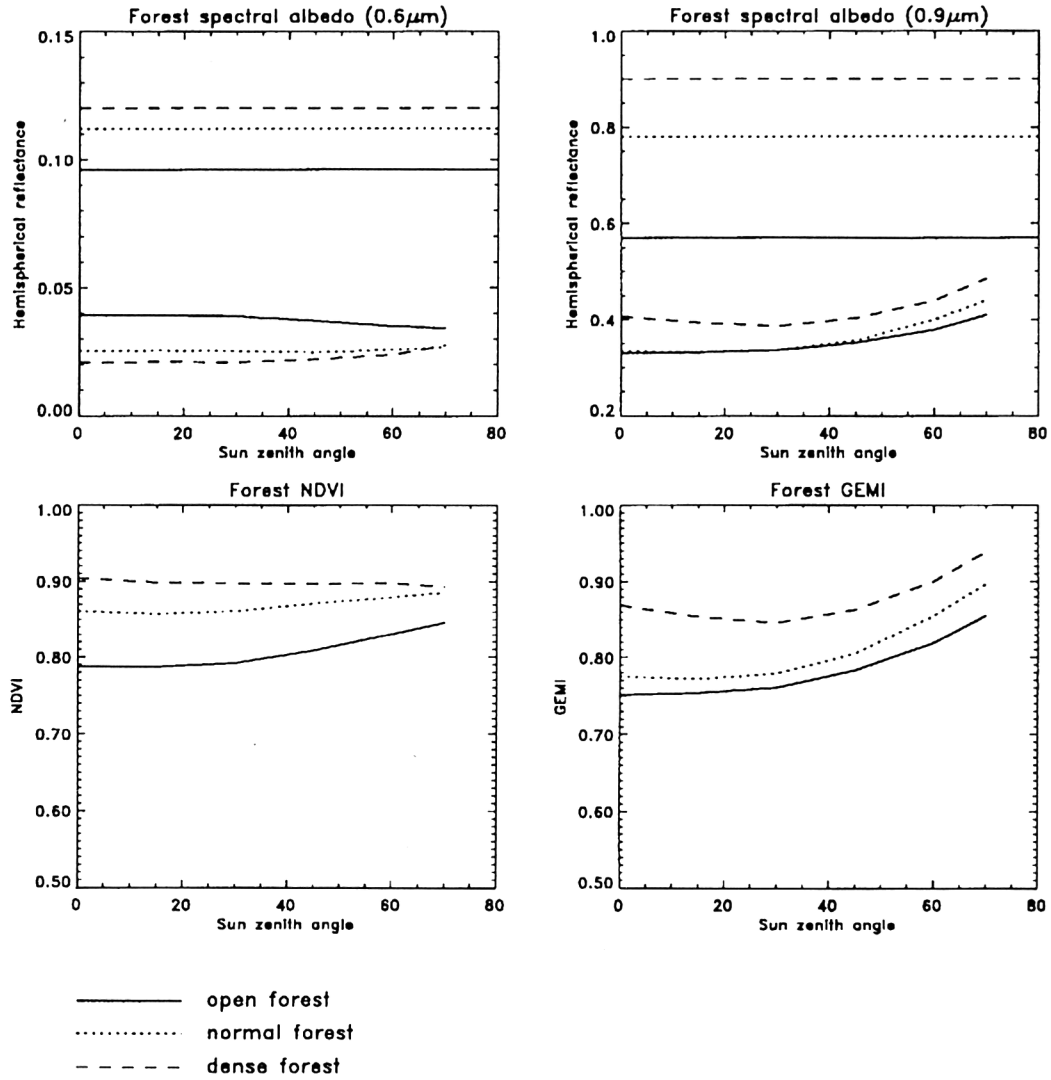 Forest spectral albedo (0.6μm)
0.15
0.10
0.05
0.00
Hemispherical reflectance
0 20 40 60 80
Sun zenith angle
Forest spectral albedo (0.9μm)
1.0
0.8
0.6
0.4
0.2
Hemispherical reflectance
0 20 40 60 80
Sun zenith angle
Forest NDVI
1.00
0.90
0.80
0.70
0.60
0.50
NDVI
0 20 40 60 80
Sun zenith angle
Forest GEMI
1.00
0.90
0.80
0.70
0.60
0.50
GEMI
0 20 40 60 80
Sun zenith angle
open forest
normal forest
dense forest